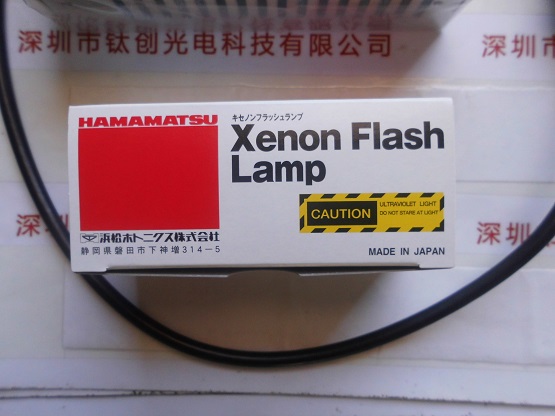 深圳市钛创光电科技有限公司
深圳市
HAMAMATSU
キセノンフラッシュランプ
Xenon Flash
Lamp
CAUTION
ULTRAVIOLET LIGHT
DO NOT STARE AT LIGHT
浜松ホトニクス株式会社
静岡県磐田市下神増314-5
MADE IN JAPAN
深圳
深圳